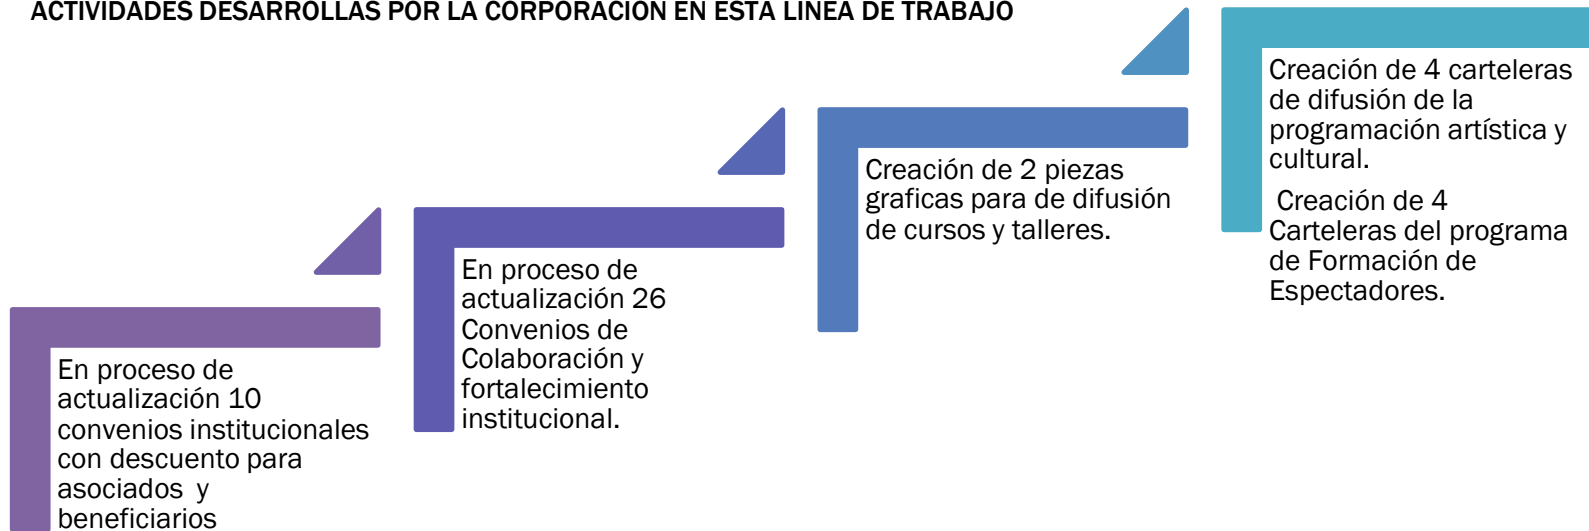 ACTIVIDADES DESARROLLAS POR LA CORPORACIÓN EN ESTA LÍNEA DE TRABAJO
En proceso de
actualización 10
convenios institucionales
con descuento para
asociados y
beneficiarios
En proceso de
actualización 26
Convenios de
Colaboración y
fortalecimiento
institucional.
Creación de 2 piezas
graficas para de difusión
de cursos y talleres.
Creación de 4 carteleras
de difusión de la
programación artística y
cultural.
Creación de 4
Carteleras del programa
de Formación de
Espectadores.